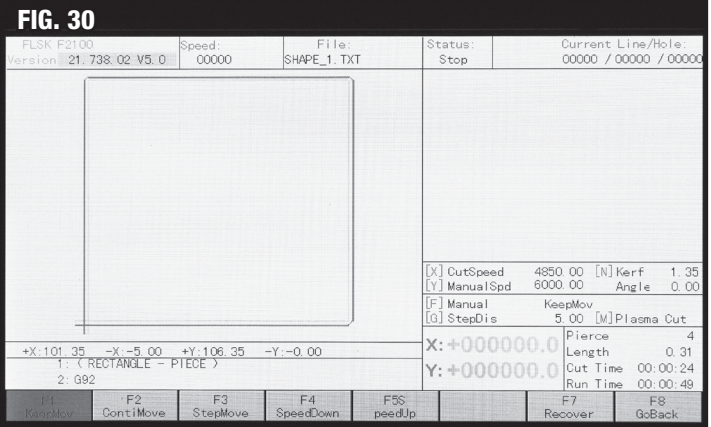 FIG. 30
FLSK F2100 Speed: File: Status: Current Line/Hole:
Version 21.738.02 V5.0 00000 SHAPE_1.TXT Stop 00000 / 00000 / 00000
[X] CutSpeed 4850.00 [N] Kerf 1.35
[Y] ManualSpd 6000.00 Angle 0.00
[F] Manual KeepMov
[G] StepDis 5.00 [M] Plasma Cut
X: +000000.0 Pierce 4
Length 0.31
Y: +000000.0 Cut Time 00:00:24
Run Time 00:00:49
+X:101.35 -X:-5.00 +Y:106.35 -Y:-0.00
1: ( RECTANGLE - PIECE )
2: G92
F1 F2 F3 F4 F5S F7 F8
KeepMov ContiMove StepMove SpeedDown peedUp Recover GoBack